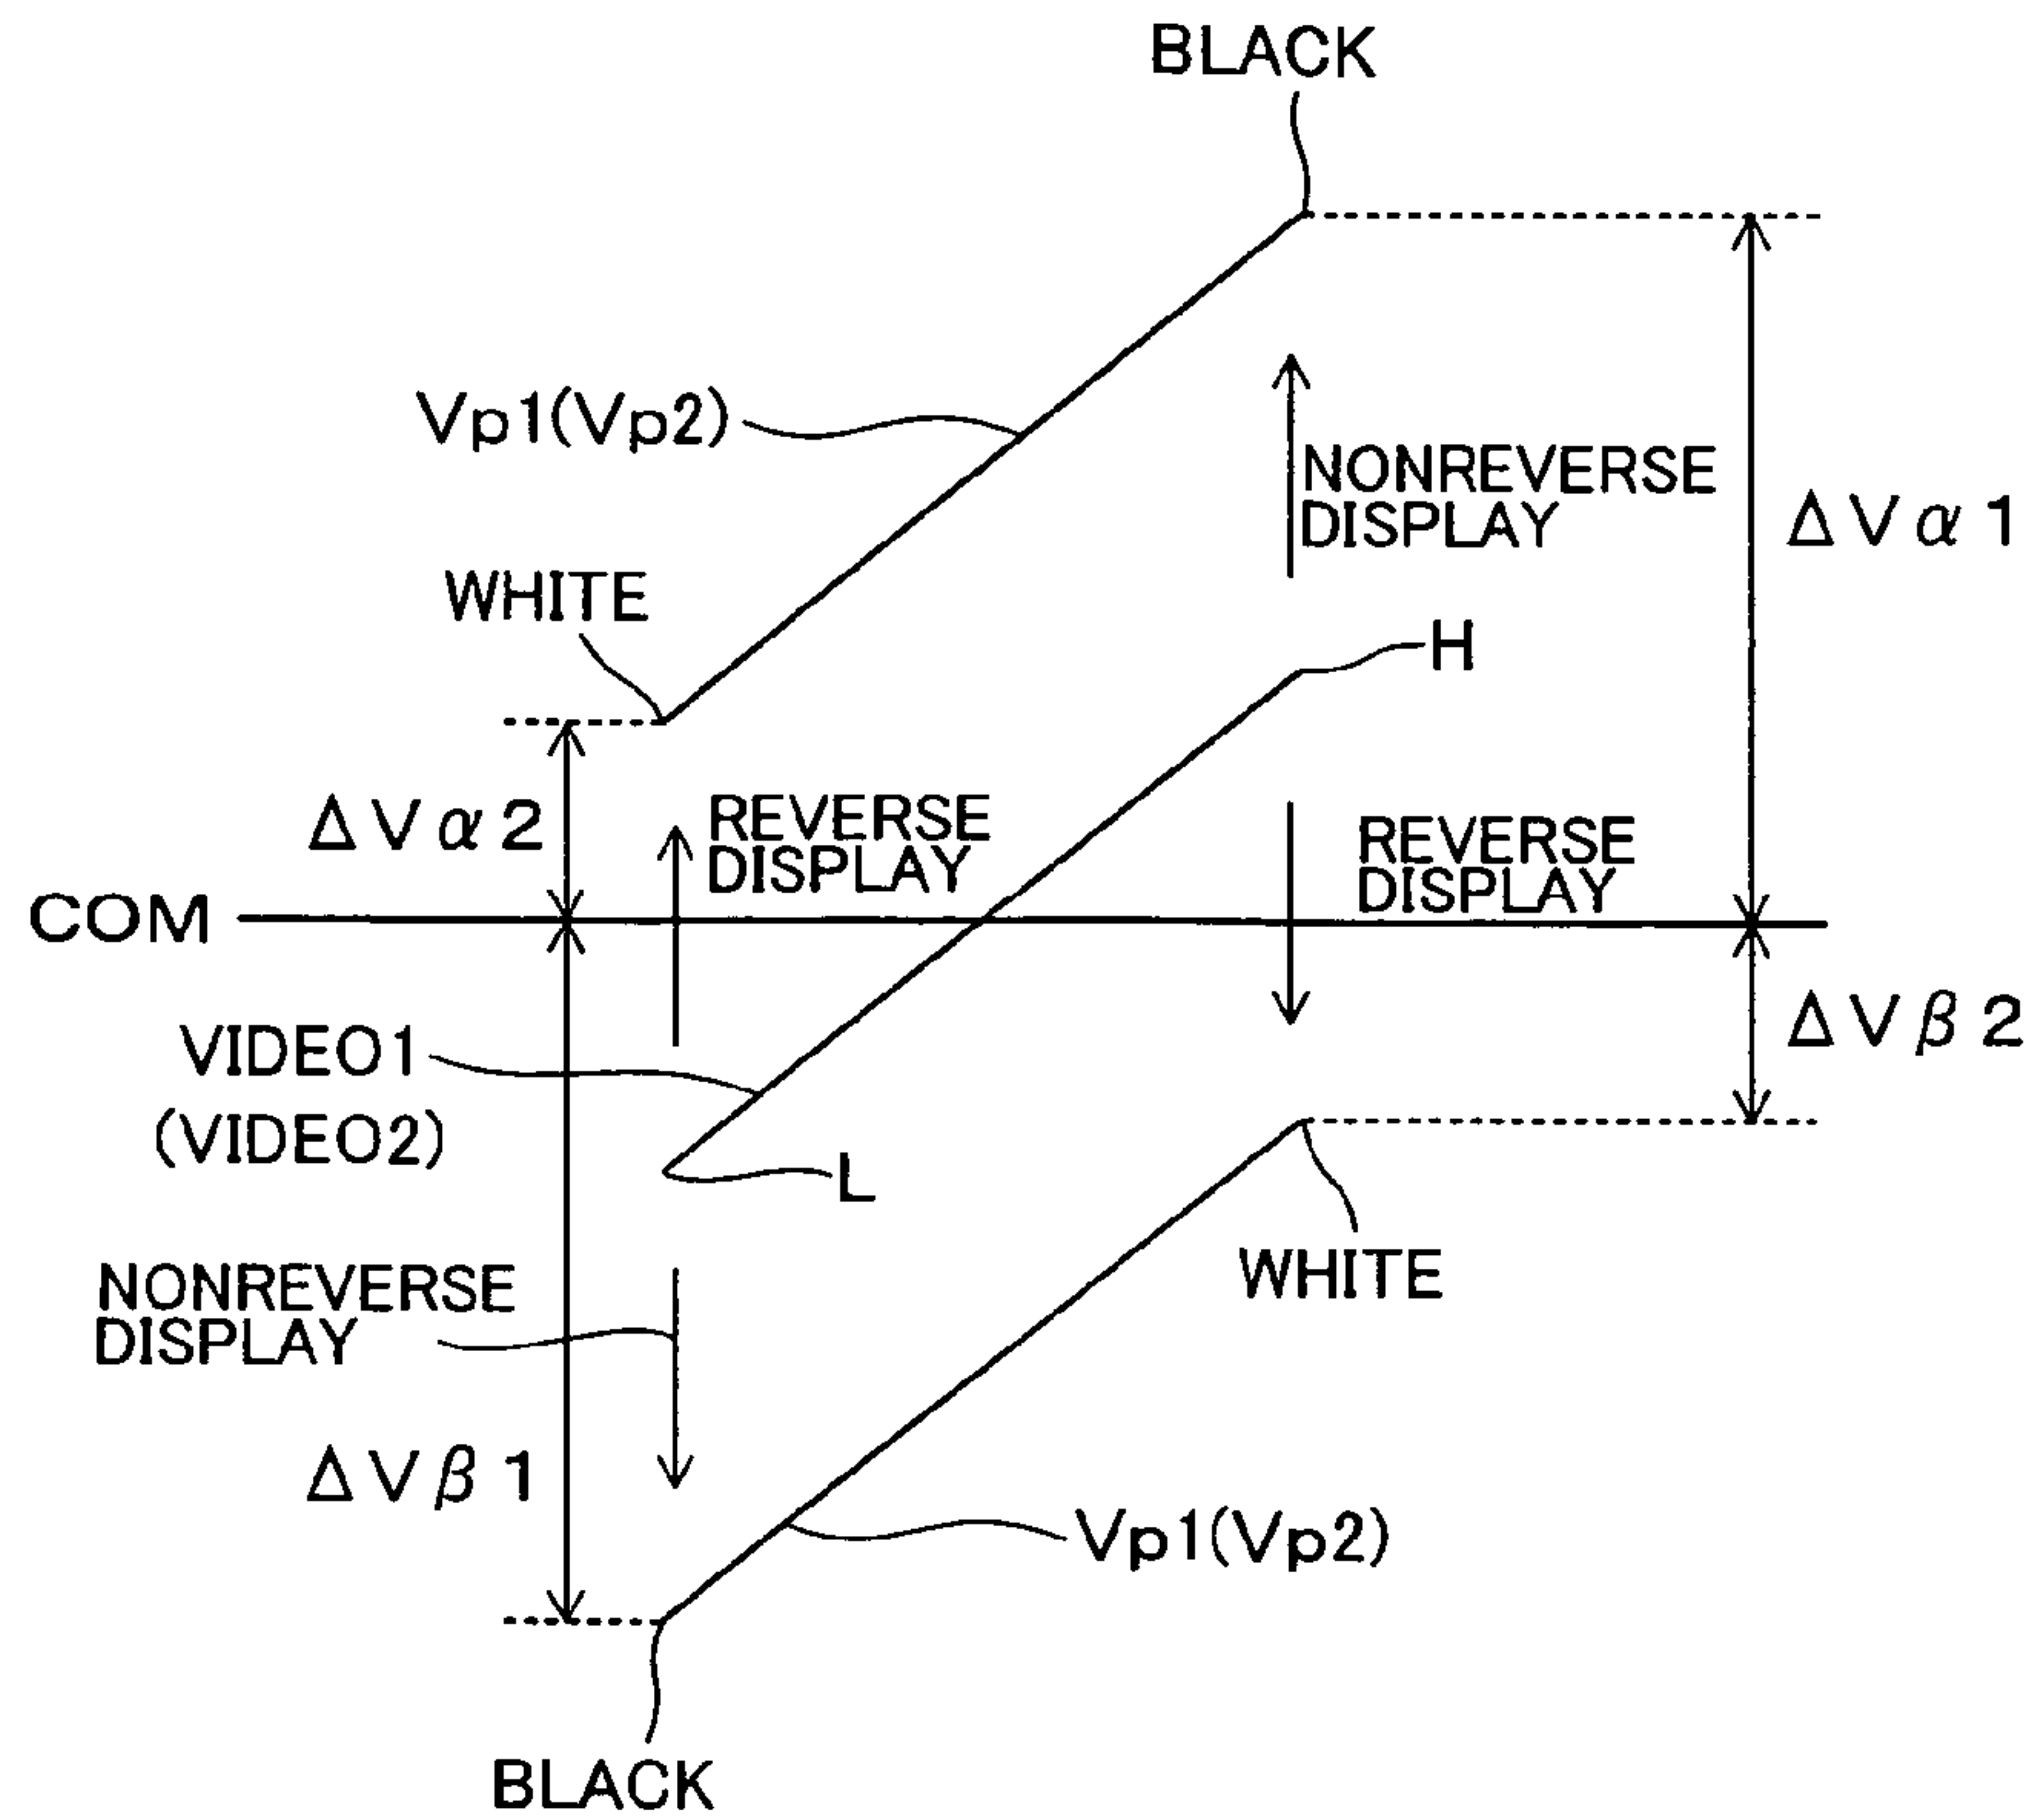 BLACK
Vp1(Vp2)
NONREVERSE
DISPLAY
ΔVα1
WHITE
H
ΔVα2
REVERSE
DISPLAY
REVERSE
DISPLAY
COM
VIDEO1
(VIDEO2)
ΔVβ2
L
NONREVERSE
DISPLAY
WHITE
ΔVβ1
Vp1(Vp2)
BLACK